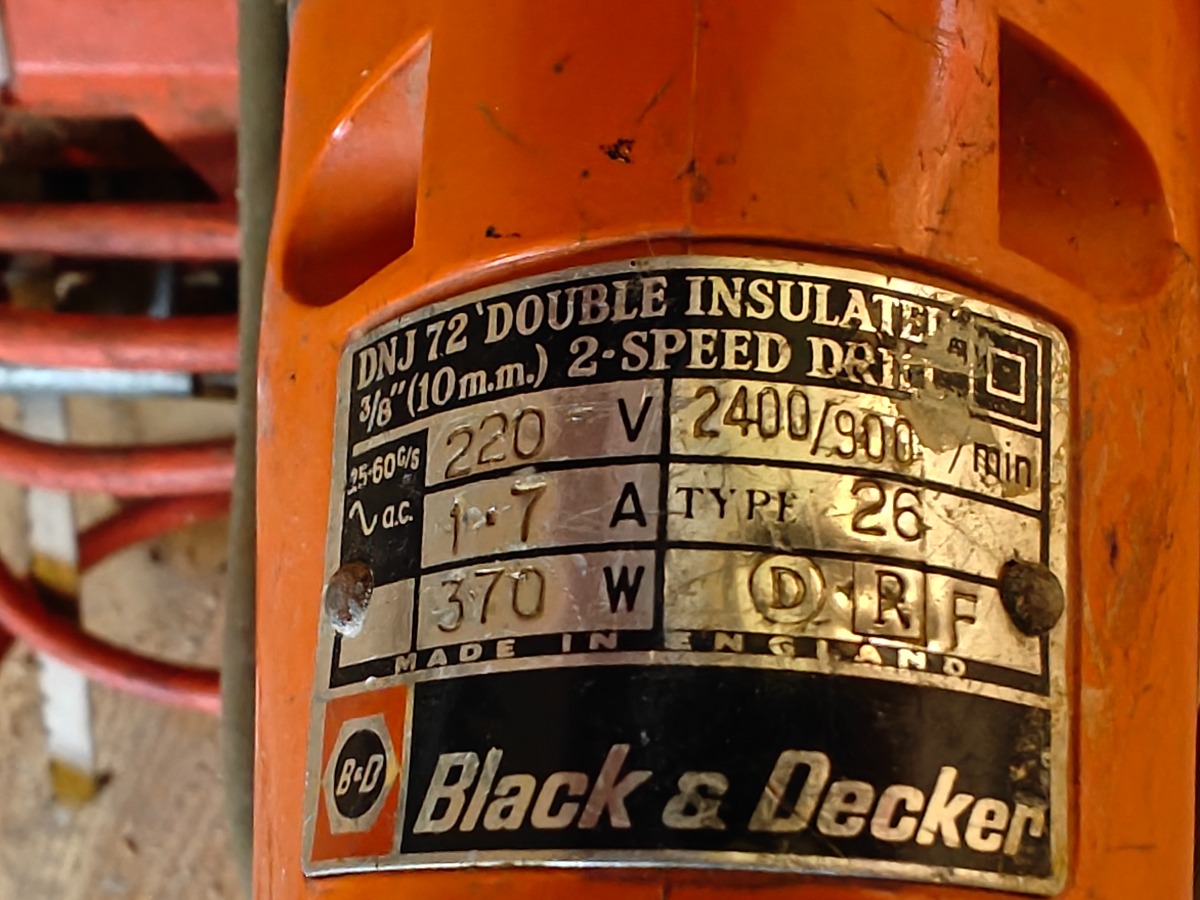 DNJ 72 'DOUBLE INSULATED'
3/8" (10m.m.) 2-SPEED DRILL
25-60 C/S
a.c.
220 V
2400/900 /min
1·7 A
TYPE 26
370 W
D R F
MADE IN ENGLAND
B&D
Black & Decker